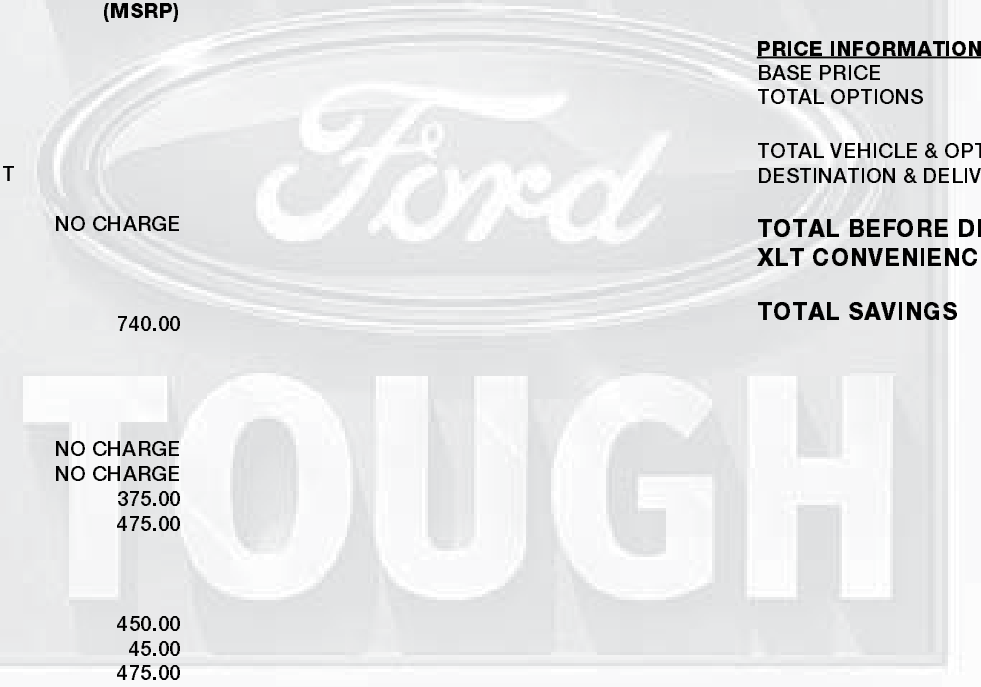 (MSRP)
PRICE INFORMATION
BASE PRICE
TOTAL OPTIONS
TOTAL VEHICLE & OPT
T
DESTINATION & DELIV
NO CHARGE
TOTAL BEFORE DI
XLT CONVENIENC
TOTAL SAVINGS
740.00
Ford
TOUGH
NO CHARGE
NO CHARGE
375.00
475.00
450.00
45.00
475.00